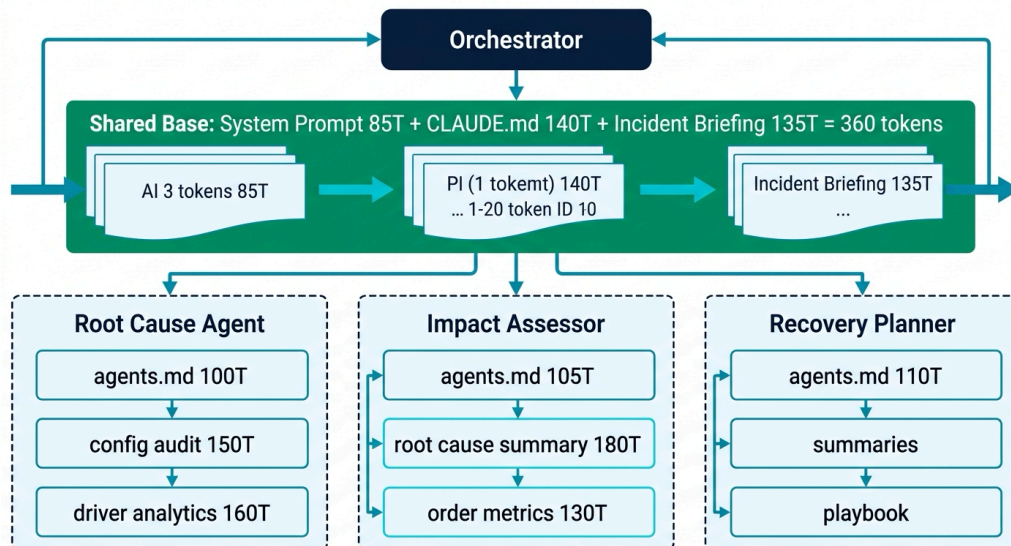 Orchestrator
Shared Base: System Prompt 85T + CLAUDE.md 140T + Incident Briefing 135T = 360 tokens
AI 3 tokens 85T
PI (1 tokemt) 140T
... 1-20 token ID 10
Incident Briefing 135T
...
Root Cause Agent
agents.md 100T
config audit 150T
driver analytics 160T
Impact Assessor
agents.md 105T
root cause summary 180T
order metrics 130T
Recovery Planner
agents.md 110T
summaries
playbook